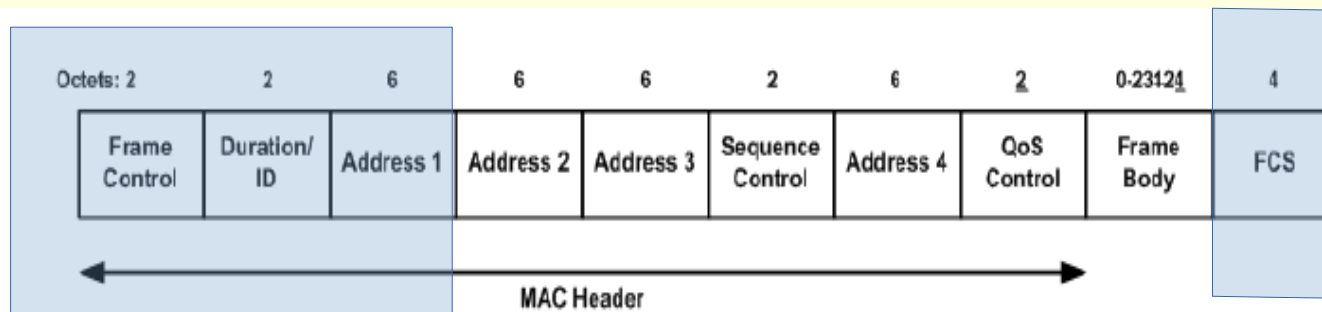 Octets: 2 2 6 6 6 2 6 2 0-23124 4
Frame Control
Duration/ ID
Address 1
Address 2
Address 3
Sequence Control
Address 4
QoS Control
Frame Body
FCS
MAC Header